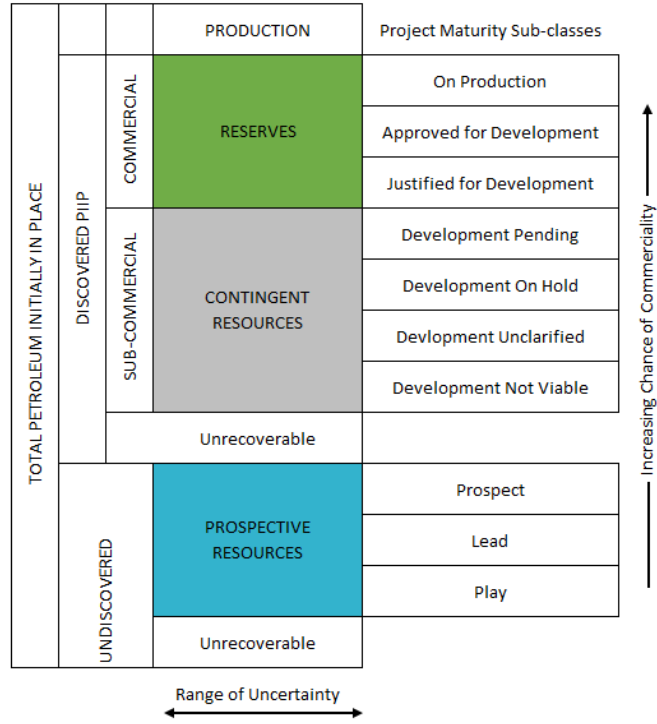 PRODUCTION
Project Maturity Sub-classes
TOTAL PETROLEUM INITIALLY IN PLACE
DISCOVERED PIIP
COMMERCIAL
RESERVES
On Production
Approved for Development
Justified for Development
SUB-COMMERCIAL
CONTINGENT
RESOURCES
Development Pending
Development On Hold
Devlopment Unclarified
Development Not Viable
Unrecoverable
UNDISCOVERED
PROSPECTIVE
RESOURCES
Prospect
Lead
Play
Unrecoverable
Increasing Chance of Commerciality
Range of Uncertainty